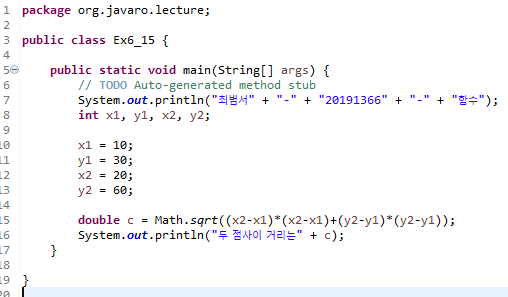 1 package org.javaro.lecture;
2
3 public class Ex6_15 {
4
5 public static void main(String[] args) {
6 // TODO Auto-generated method stub
7 System.out.println("최범서" + "-" + "20191366" + "-" + "함수");
8 int x1, y1, x2, y2;
9
10 x1 = 10;
11 y1 = 30;
12 x2 = 20;
13 y2 = 60;
14
15 double c = Math.sqrt((x2-x1)*(x2-x1)+(y2-y1)*(y2-y1));
16 System.out.println("두 점사이 거리는" + c);
17 }
18
19 }
20